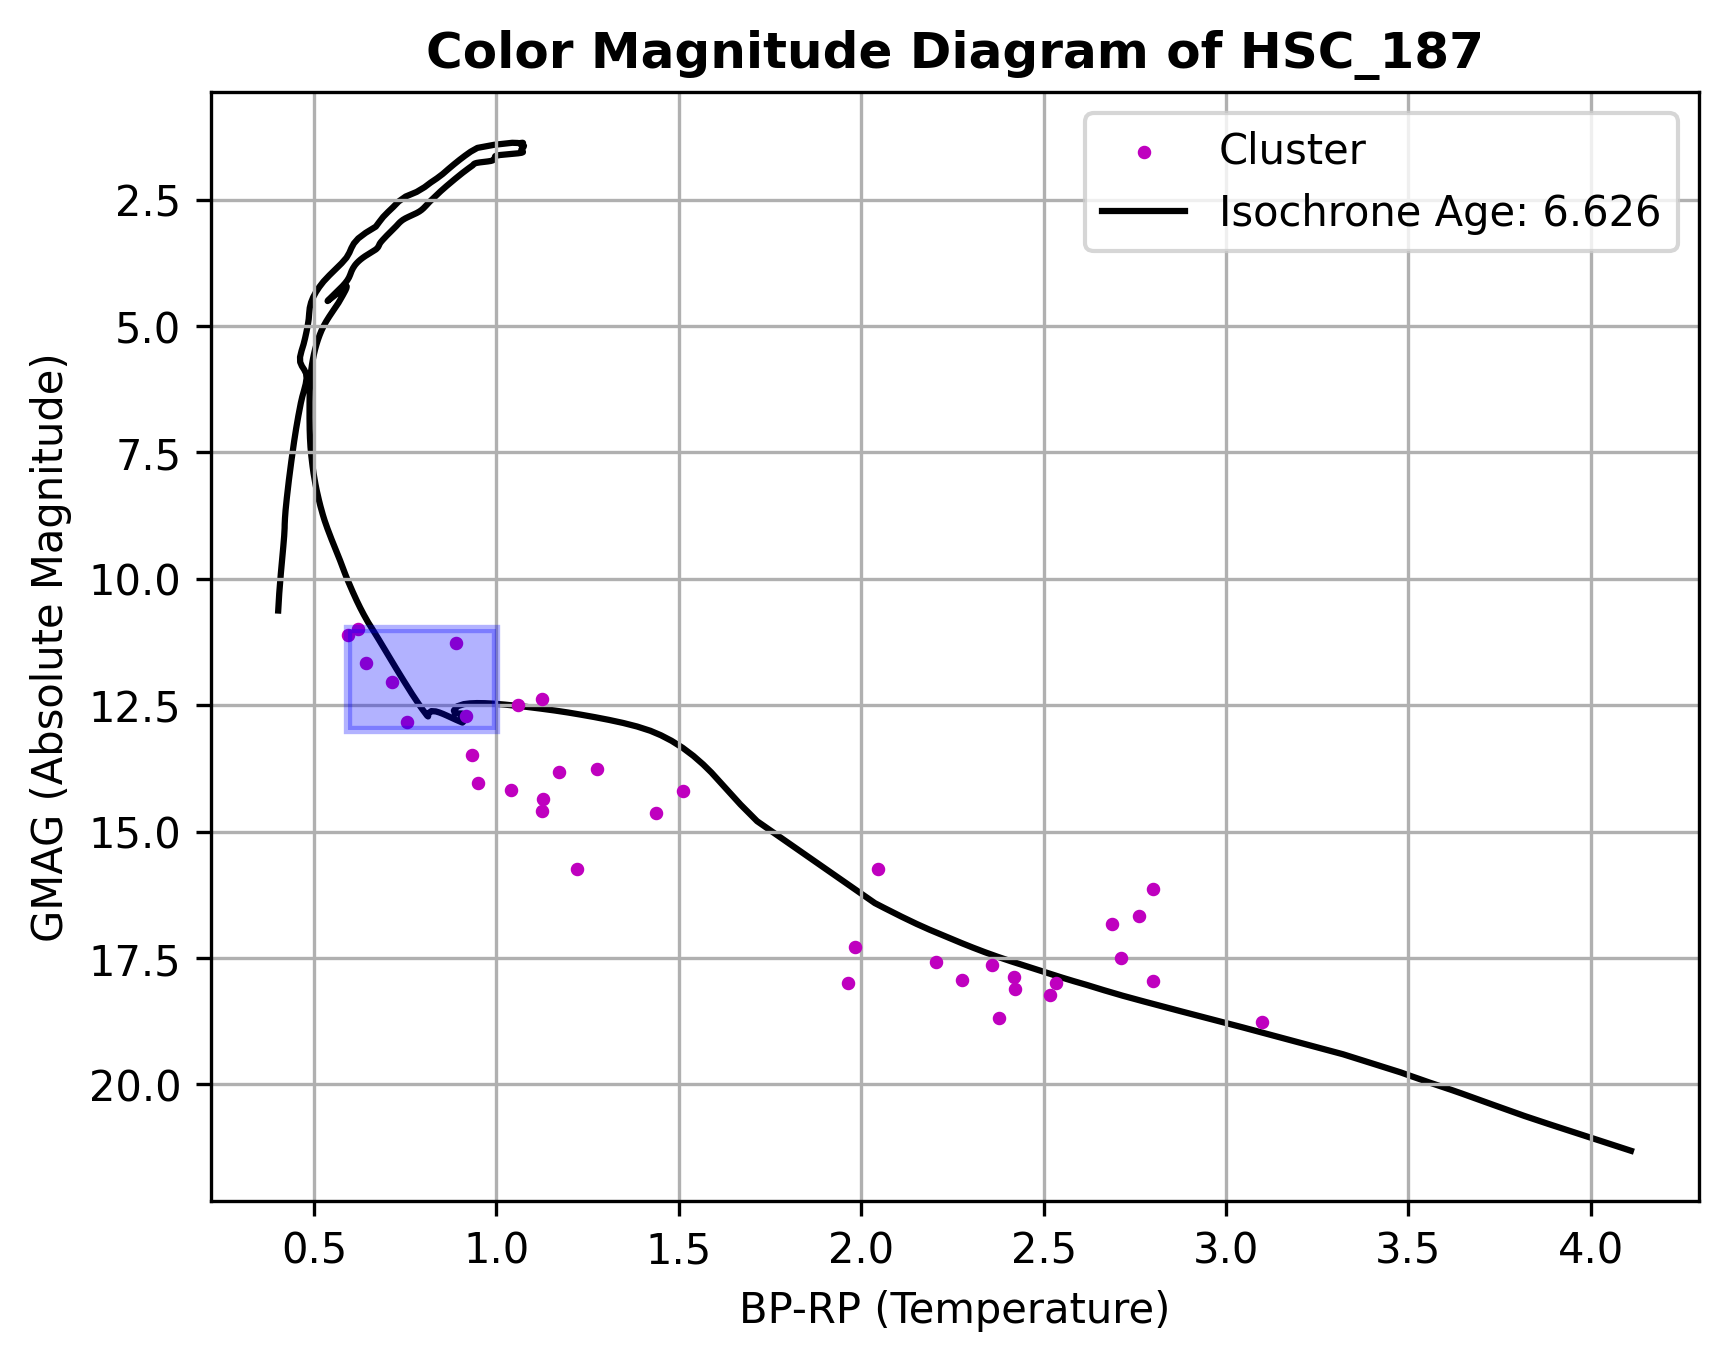 Color Magnitude Diagram of HSC_187
Cluster
Isochrone Age: 6.626
GMAG (Absolute Magnitude)
2.5
5.0
7.5
10.0
12.5
15.0
17.5
20.0
0.5 1.0 1.5 2.0 2.5 3.0 3.5 4.0
BP-RP (Temperature)